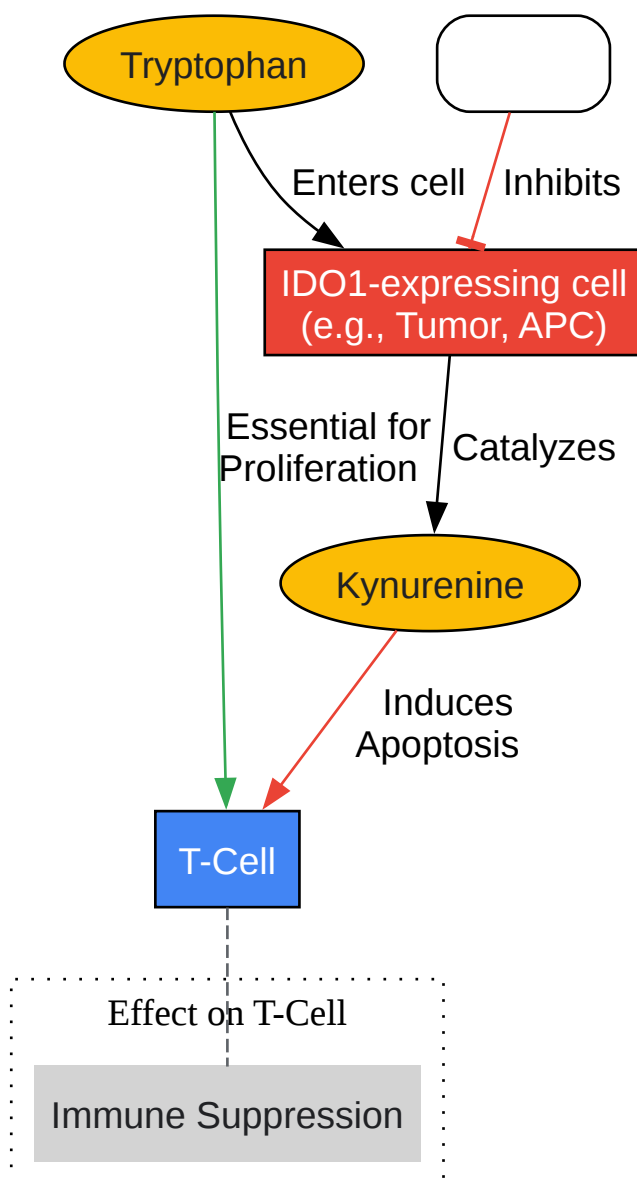 Tryptophan
Enters cell
Inhibits
IDO1-expressing cell
(e.g., Tumor, APC)
Essential for
Proliferation
Catalyzes
Kynurenine
Induces
Apoptosis
T-Cell
Effect on T-Cell
Immune Suppression